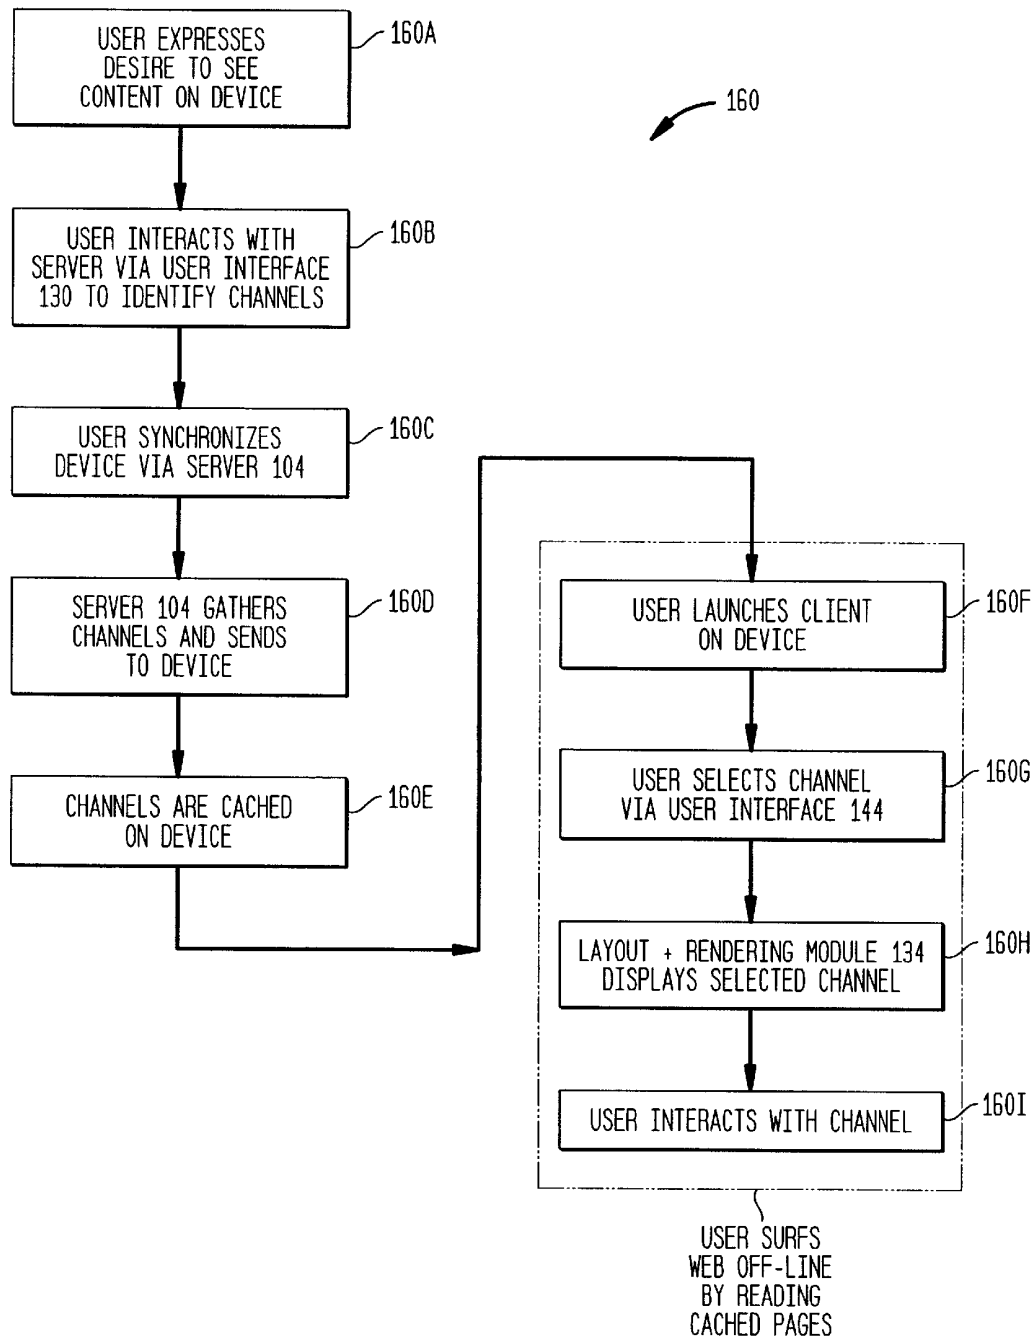 USER EXPRESSES
DESIRE TO SEE
CONTENT ON DEVICE
160A
160
USER INTERACTS WITH
SERVER VIA USER INTERFACE
130 TO IDENTIFY CHANNELS
160B
USER SYNCHRONIZES
DEVICE VIA SERVER 104
160C
SERVER 104 GATHERS
CHANNELS AND SENDS
TO DEVICE
160D
CHANNELS ARE CACHED
ON DEVICE
160E
USER LAUNCHES CLIENT
ON DEVICE
160F
USER SELECTS CHANNEL
VIA USER INTERFACE 144
160G
LAYOUT + RENDERING MODULE 134
DISPLAYS SELECTED CHANNEL
160H
USER INTERACTS WITH CHANNEL
160I
USER SURFS
WEB OFF-LINE
BY READING
CACHED PAGES